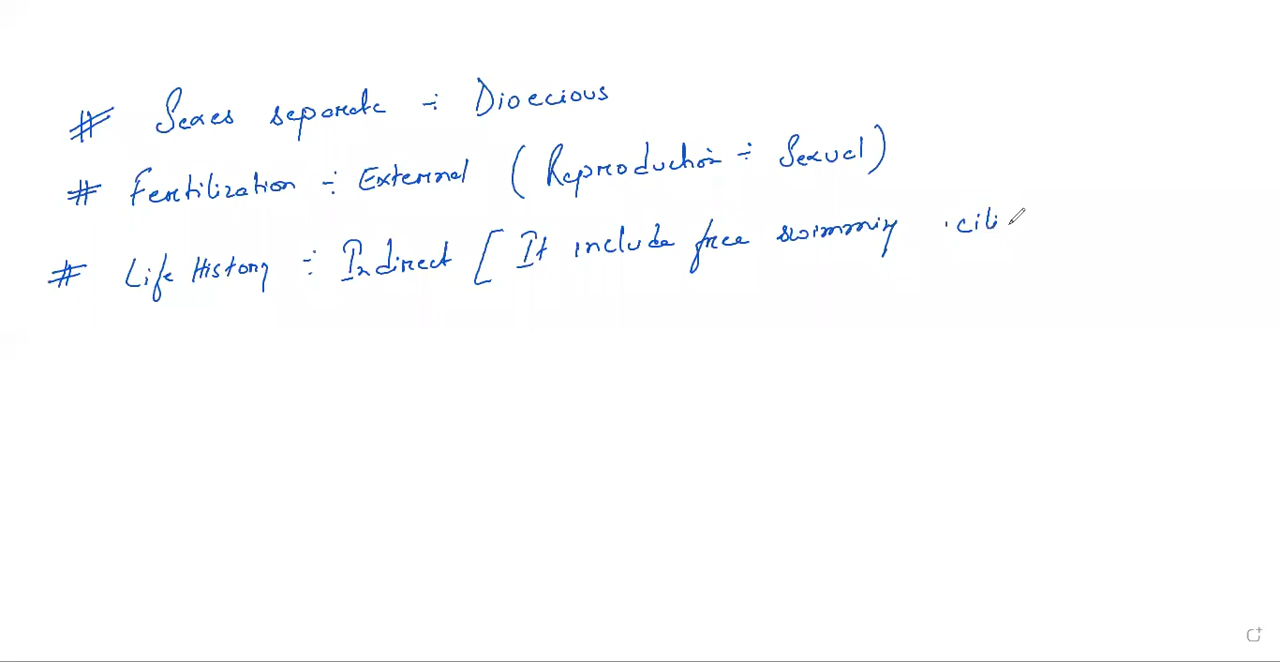 # Sexes separate ÷ Dioecious
# Fertilization ÷ External (Reproduction ÷ Sexual)
# Life History ÷ Indirect [ It include free swimming cili